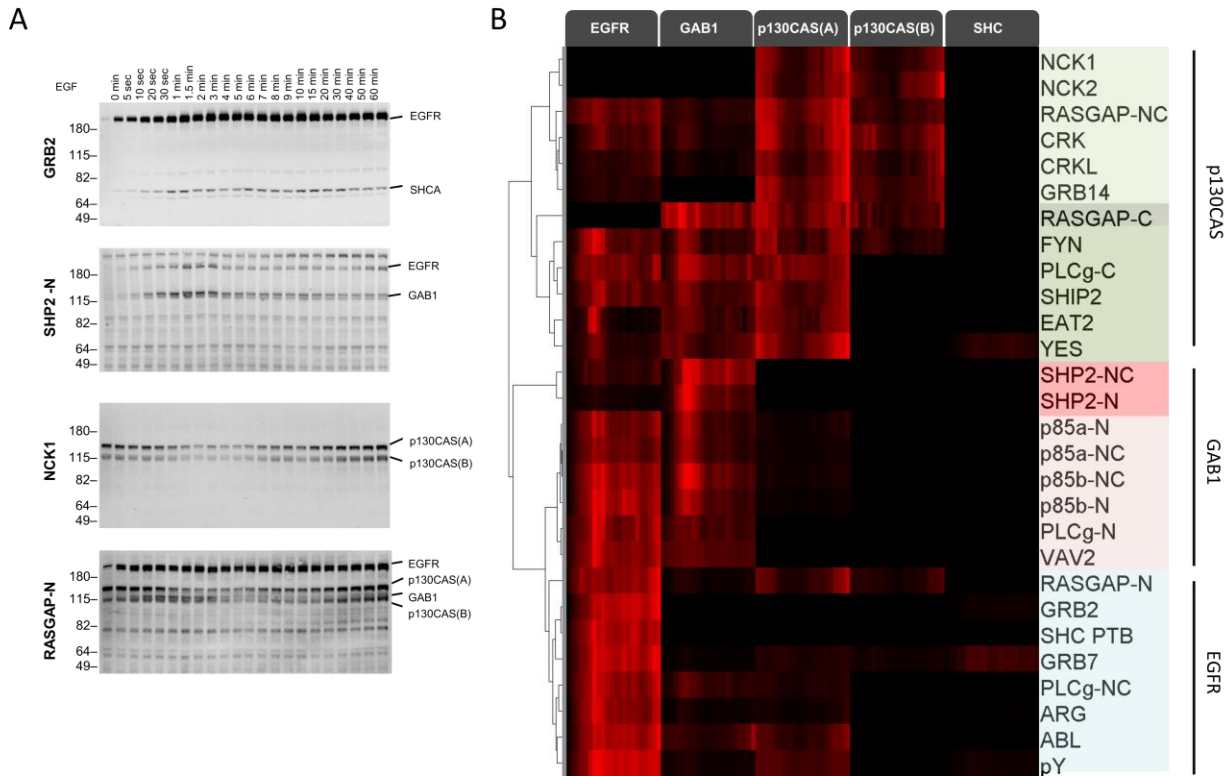 A
EGF
0 min
5 sec
10 sec
20 sec
30 sec
1 min
1.5 min
2 min
3 min
4 min
5 min
6 min
7 min
8 min
9 min
10 min
15 min
20 min
30 min
40 min
50 min
60 min
GRB2
180
115
82
64
49
EGFR
SHCA
SHP2 -N
180
115
82
64
49
EGFR
GAB1
NCK1
180
115
82
64
49
p130CAS(A)
p130CAS(B)
RASGAP-N
180
115
82
64
49
EGFR
p130CAS(A)
GAB1
p130CAS(B)
B
EGFR GAB1 p130CAS(A) p130CAS(B) SHC
NCK1
NCK2
RASGAP-NC
CRK
CRKL
GRB14
RASGAP-C
FYN
PLCg-C
SHIP2
EAT2
YES
SHP2-NC
SHP2-N
p85a-N
p85a-NC
p85b-NC
p85b-N
PLCg-N
VAV2
RASGAP-N
GRB2
SHC PTB
GRB7
PLCg-NC
ARG
ABL
pY
p130CAS
GAB1
EGFR